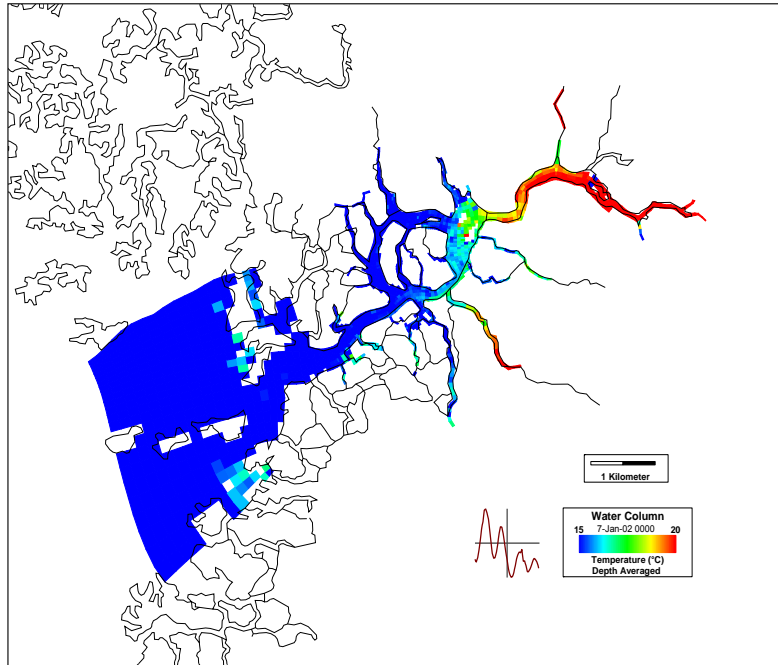 1 Kilometer
Water Column
15 7-Jan-02 0000 20
Temperature (°C)
Depth Averaged